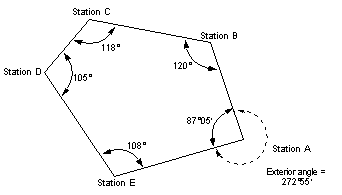 Station C
Station B
118°
Station D
120°
105°
87°05'
108°
Station A
Exterior angle =
272°55'
Station E